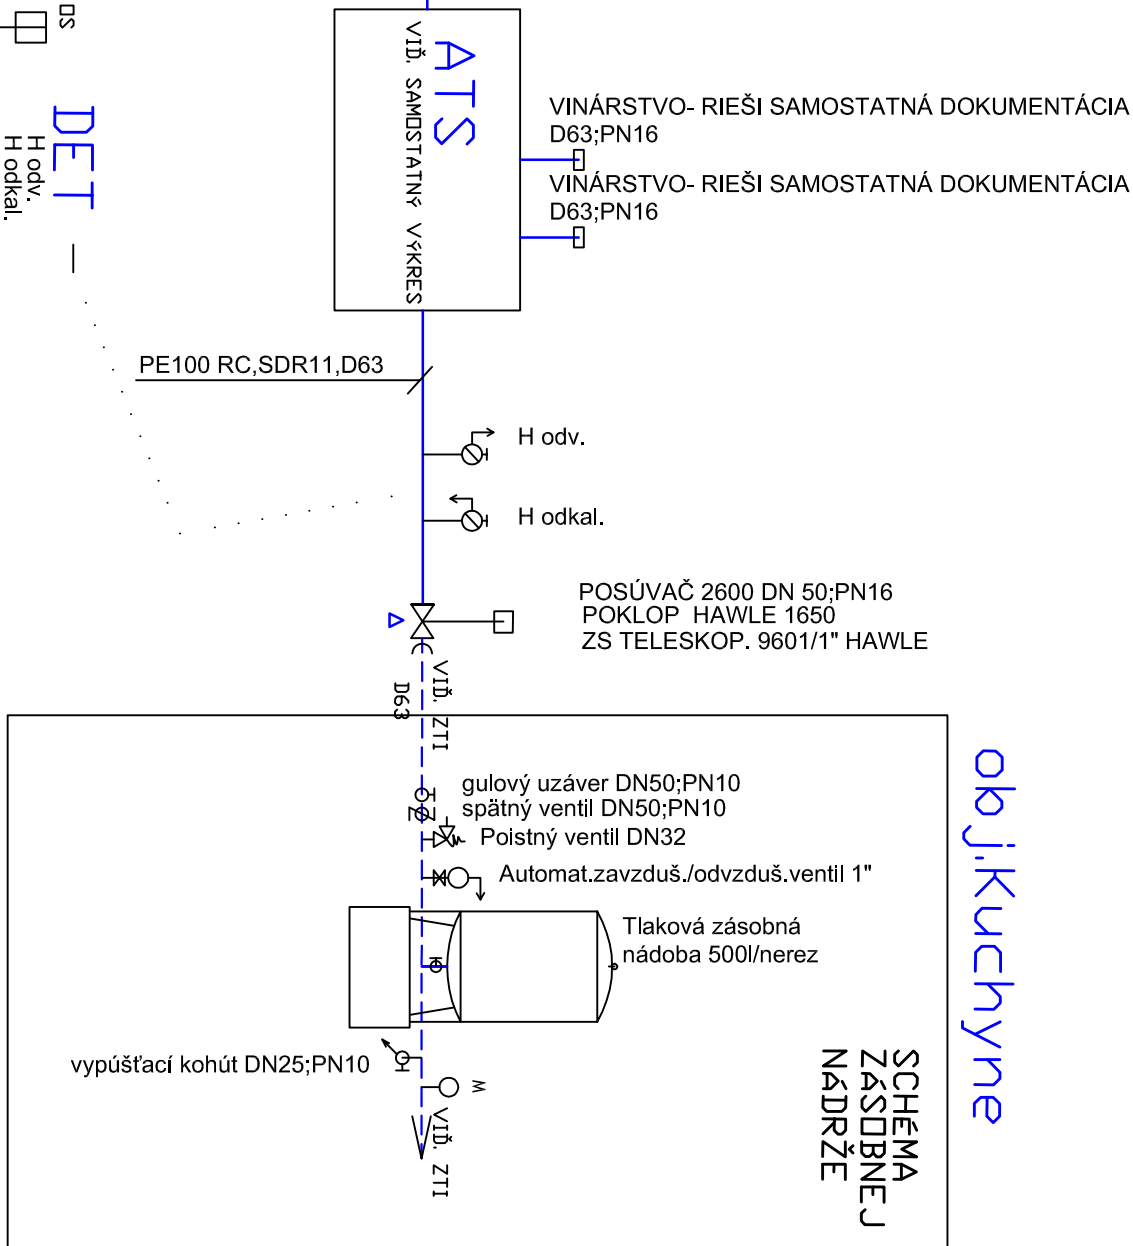 DS
DET
H odv.
H odkal.
ATS
VIĎ. SAMOSTATNÝ VÝKRES
VINÁRSTVO- RIEŠI SAMOSTATNÁ DOKUMENTÁCIA
D63;PN16
VINÁRSTVO- RIEŠI SAMOSTATNÁ DOKUMENTÁCIA
D63;PN16
PE100 RC,SDR11,D63
H odv.
H odkal.
POSÚVAČ 2600 DN 50;PN16
POKLOP HAWLE 1650
ZS TELESKOP. 9601/1" HAWLE
VIĎ. ZTI
D63
obj.Kuchyne
gulový uzáver DN50;PN10
spätný ventil DN50;PN10
Poistný ventil DN32
Automat.zavzduš./odvzduš.ventil 1"
Tlaková zásobná
nádoba 500l/nerez
vypúšťací kohút DN25;PN10
M
VIĎ. ZTI
SCHÉMA
ZÁSOBNEJ
NÁDRŽE